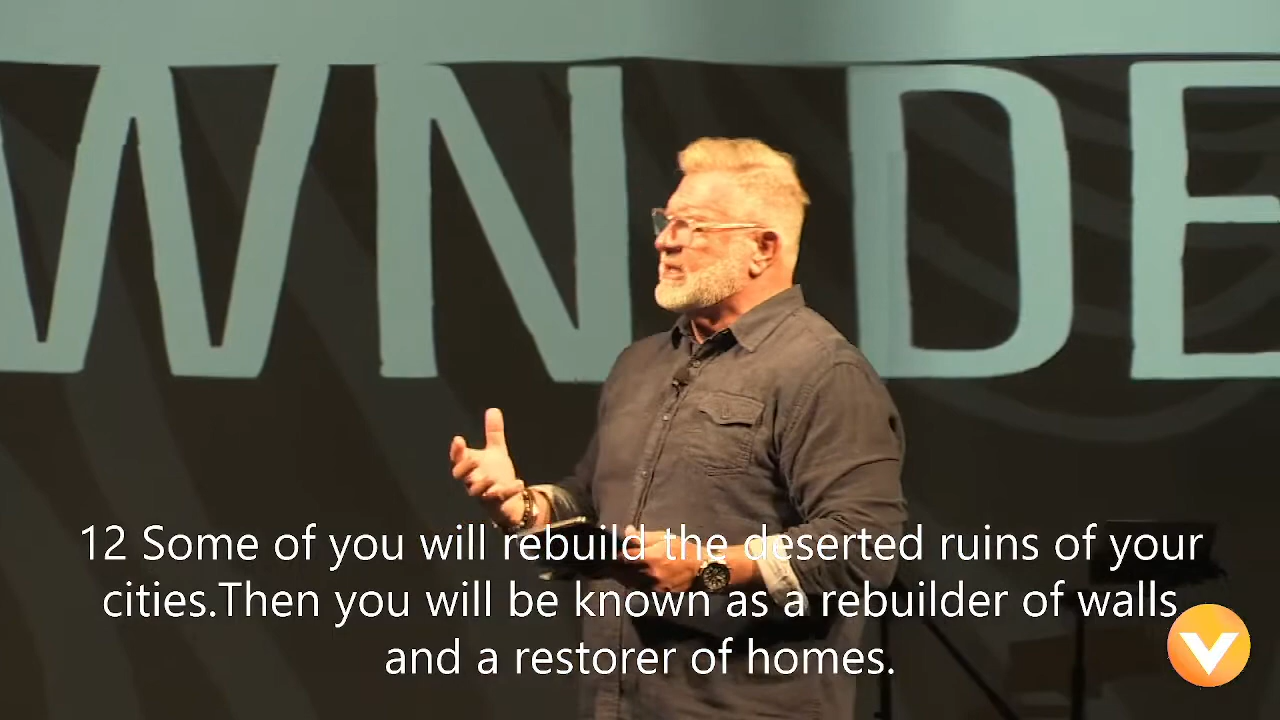 WN DE
12 Some of you will rebuild the deserted ruins of your
cities.Then you will be known as a rebuilder of walls
and a restorer of homes.
V